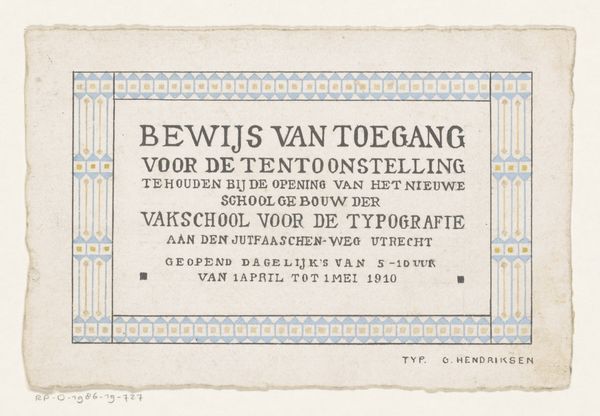 BEWIJS VAN TOEGANG
VOOR DE TENTOONSTELLING
TE HOUDEN BIJ DE OPENING VAN HET NIEUWE
SCHOOLGEBOUW DER
VAKSCHOOL VOOR DE TYPOGRAFIE
AAN DEN JUTFAASCHEN-WEG UTRECHT
GEOPEND DAGELIJK'S VAN 5-10 UUR
VAN 1 APRIL TOT 1 MEI 1910
TYP. G. HENDRIKSEN
RP-O-1986-19-727